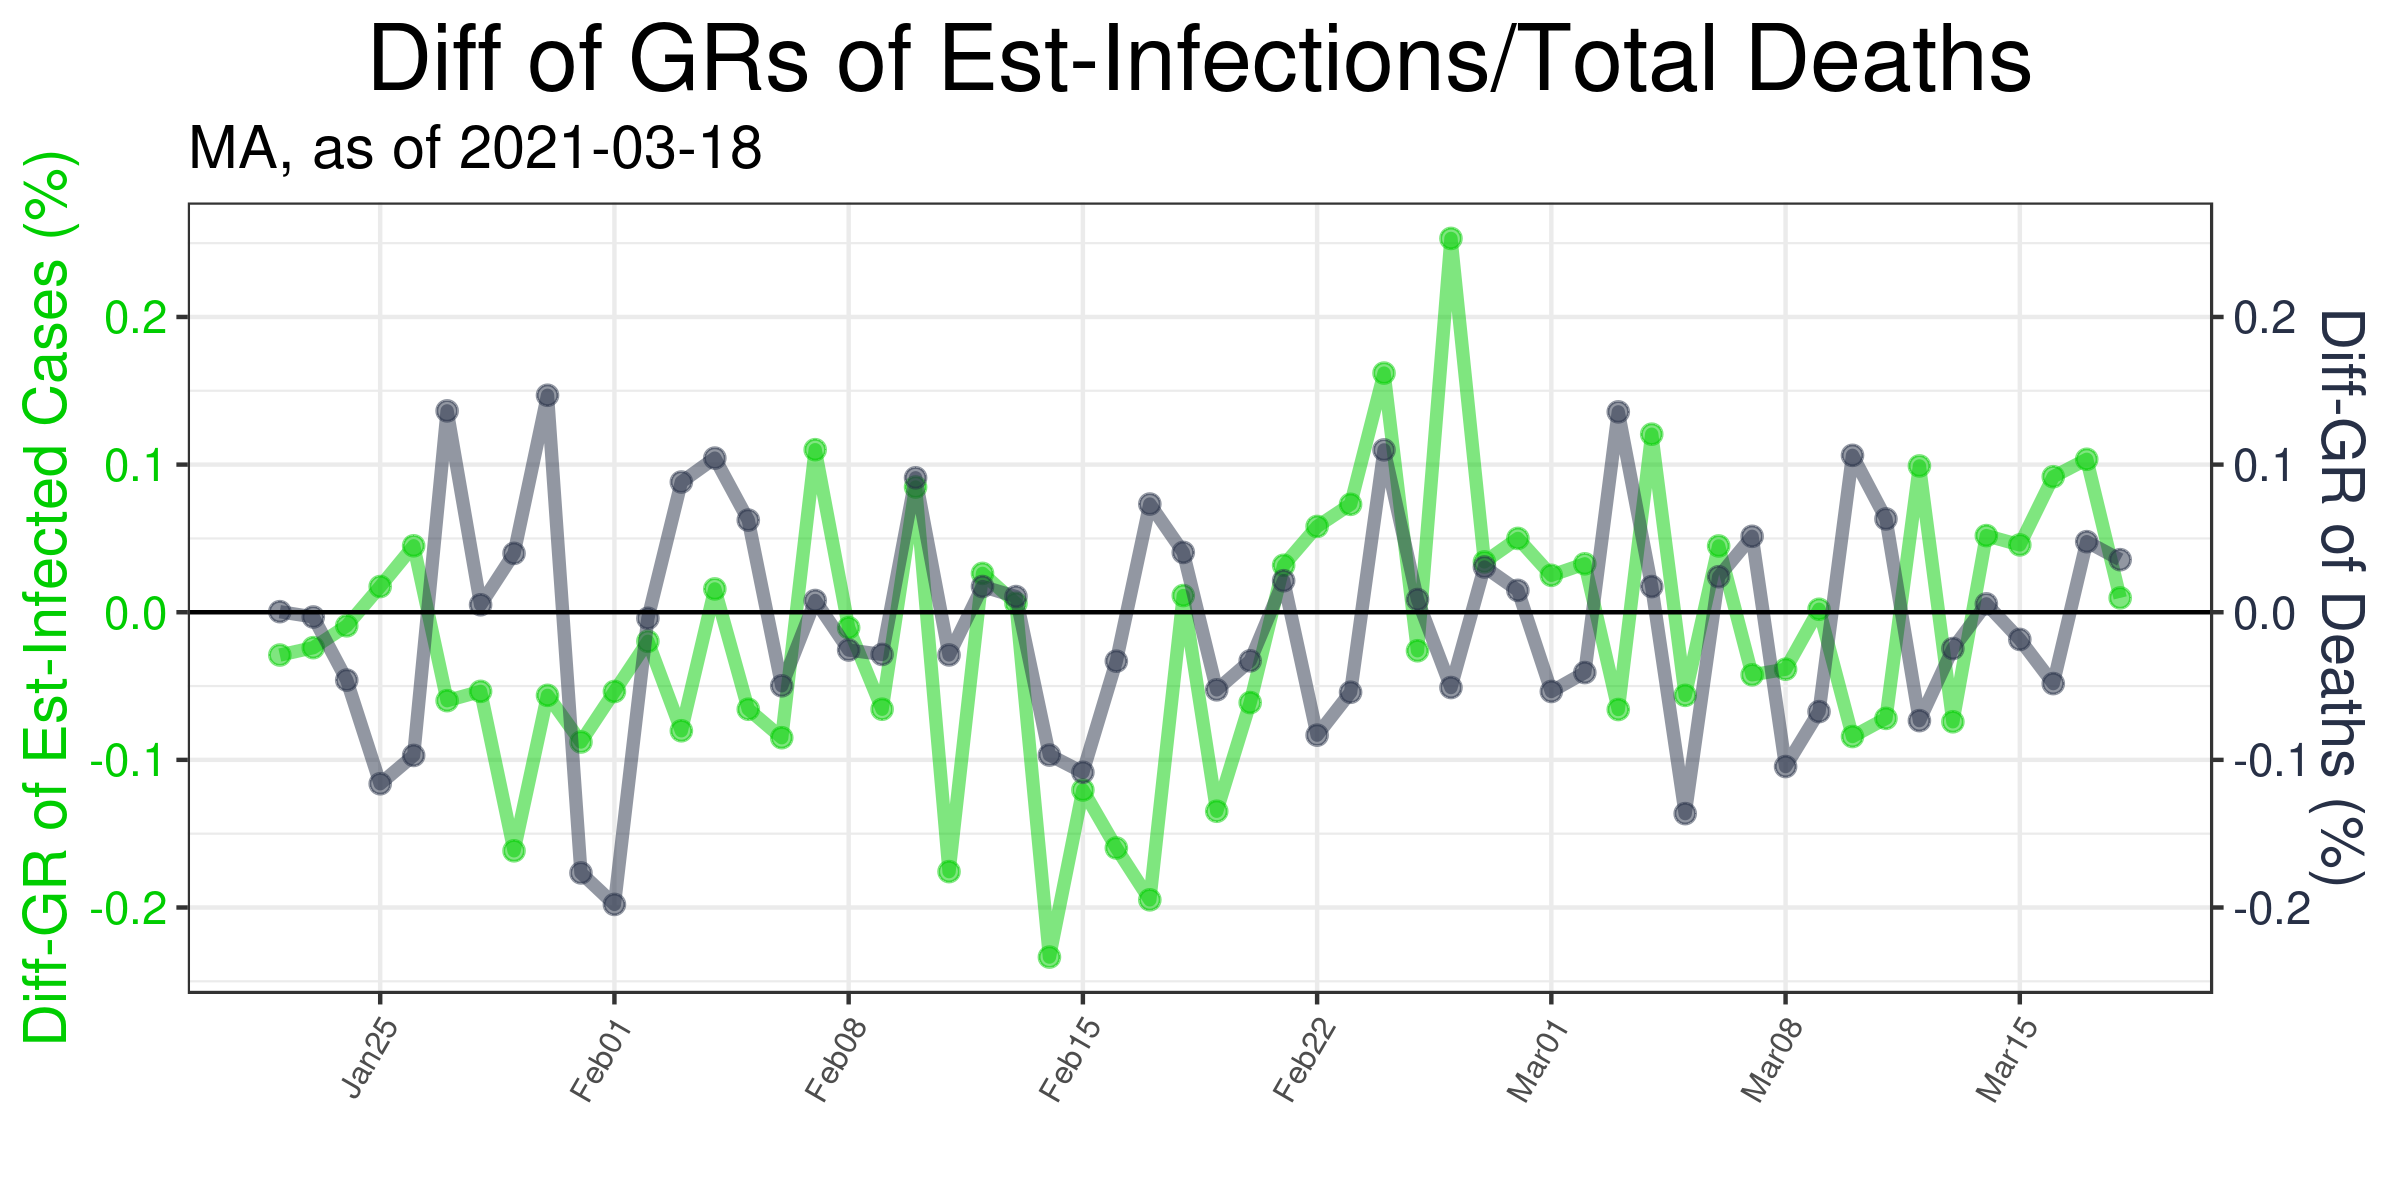 Diff of GRs of Est-Infections/Total Deaths
MA, as of 2021-03-18
Diff-GR of Est-Infected Cases (%)
0.2
0.1
0.0
-0.1
-0.2
0.2
0.1
0.0
-0.1
-0.2
Diff-GR of Deaths (%)
Jan25
Feb01
Feb08
Feb15
Feb22
Mar01
Mar08
Mar15